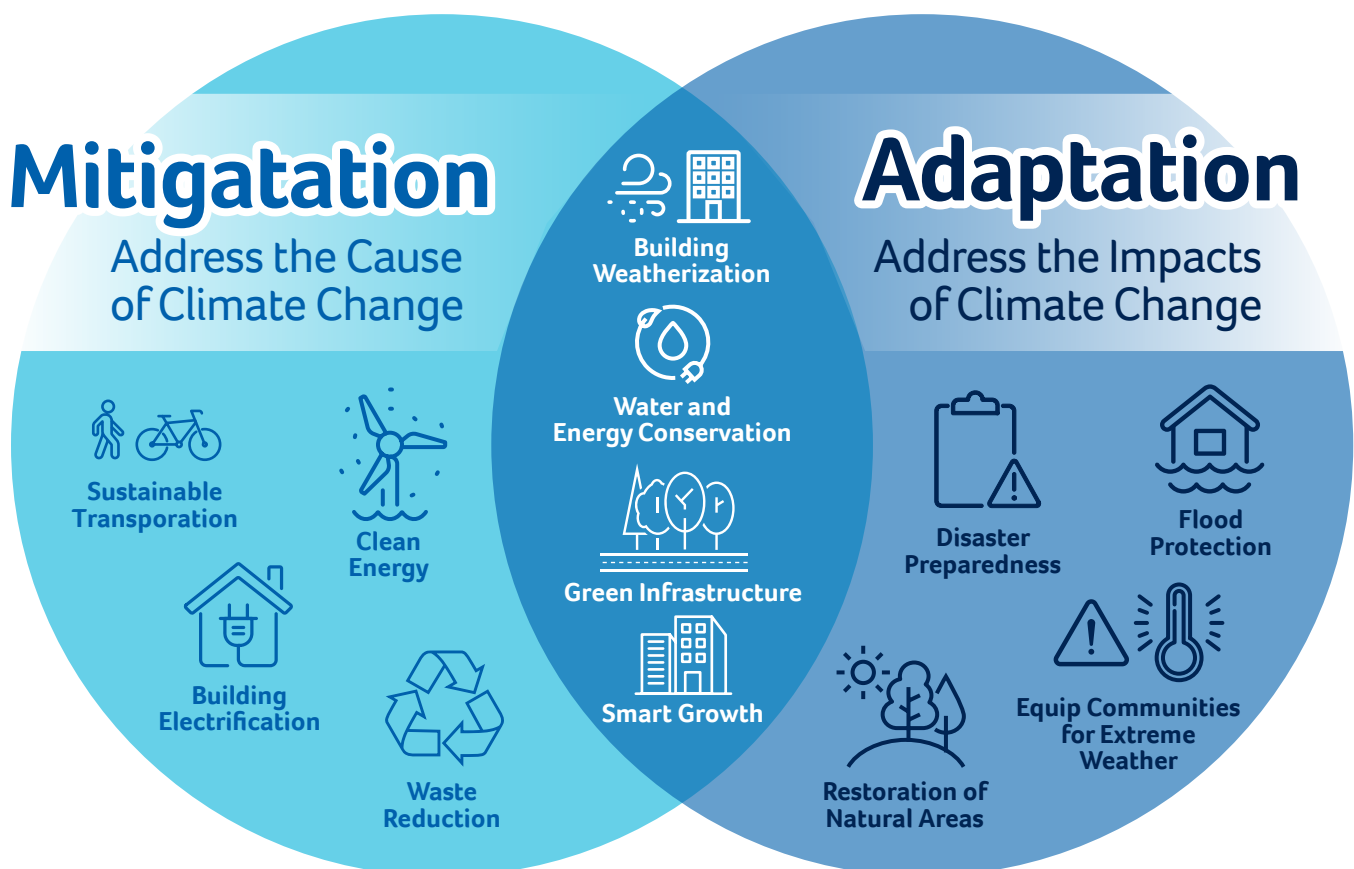 Mitigatation
Address the Cause
of Climate Change
Sustainable
Transporation
Clean
Energy
Building
Electrification
Waste
Reduction
Building
Weatherization
Water and
Energy Conservation
Green Infrastructure
Smart Growth
Adaptation
Address the Impacts
of Climate Change
Disaster
Preparedness
Flood
Protection
Equip Communities
for Extreme
Weather
Restoration of
Natural Areas